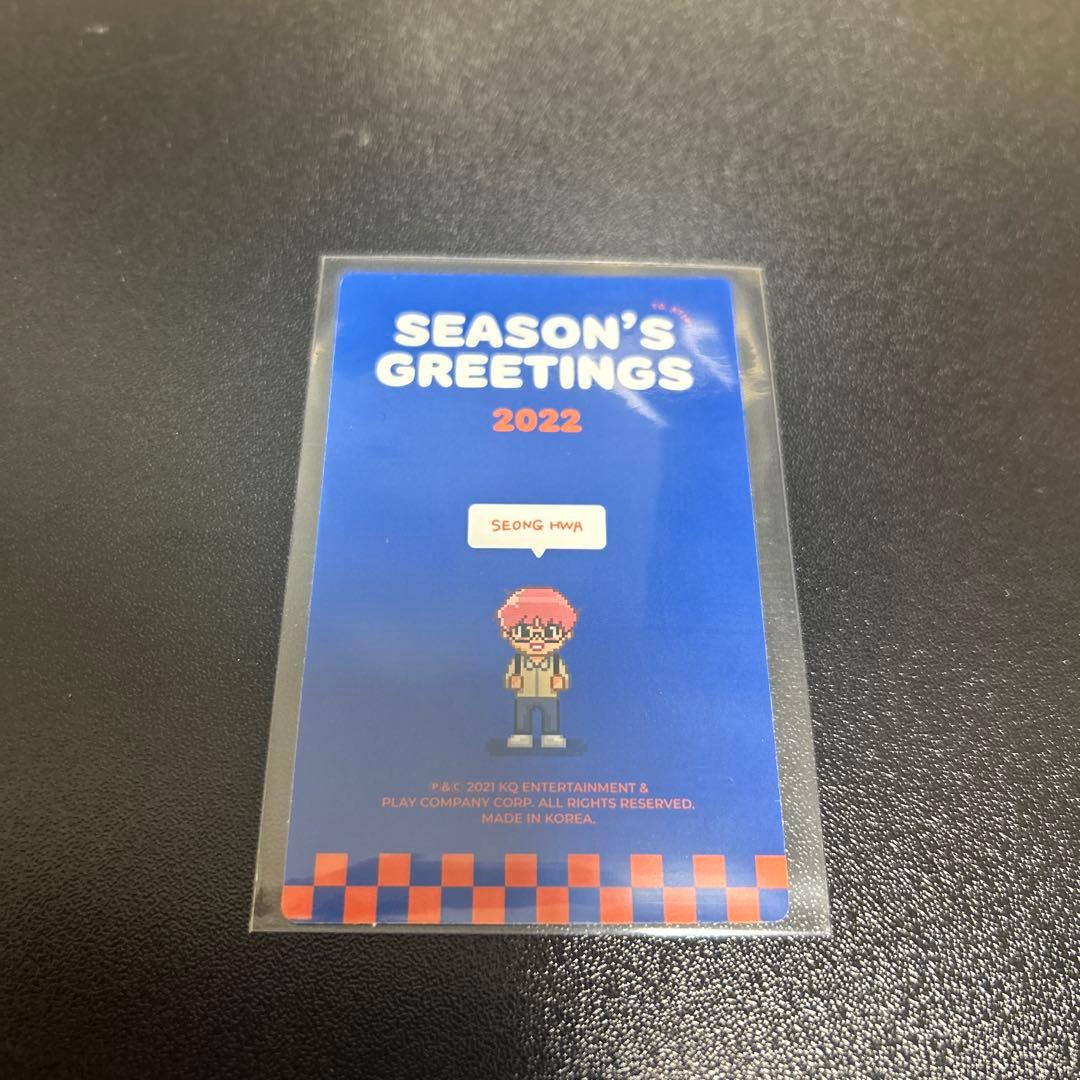 SEASON'S
GREETINGS
2022
SEONG HWA
Ⓟ & Ⓒ 2021 KQ ENTERTAINMENT &
PLAY COMPANY CORP. ALL RIGHTS RESERVED.
MADE IN KOREA.